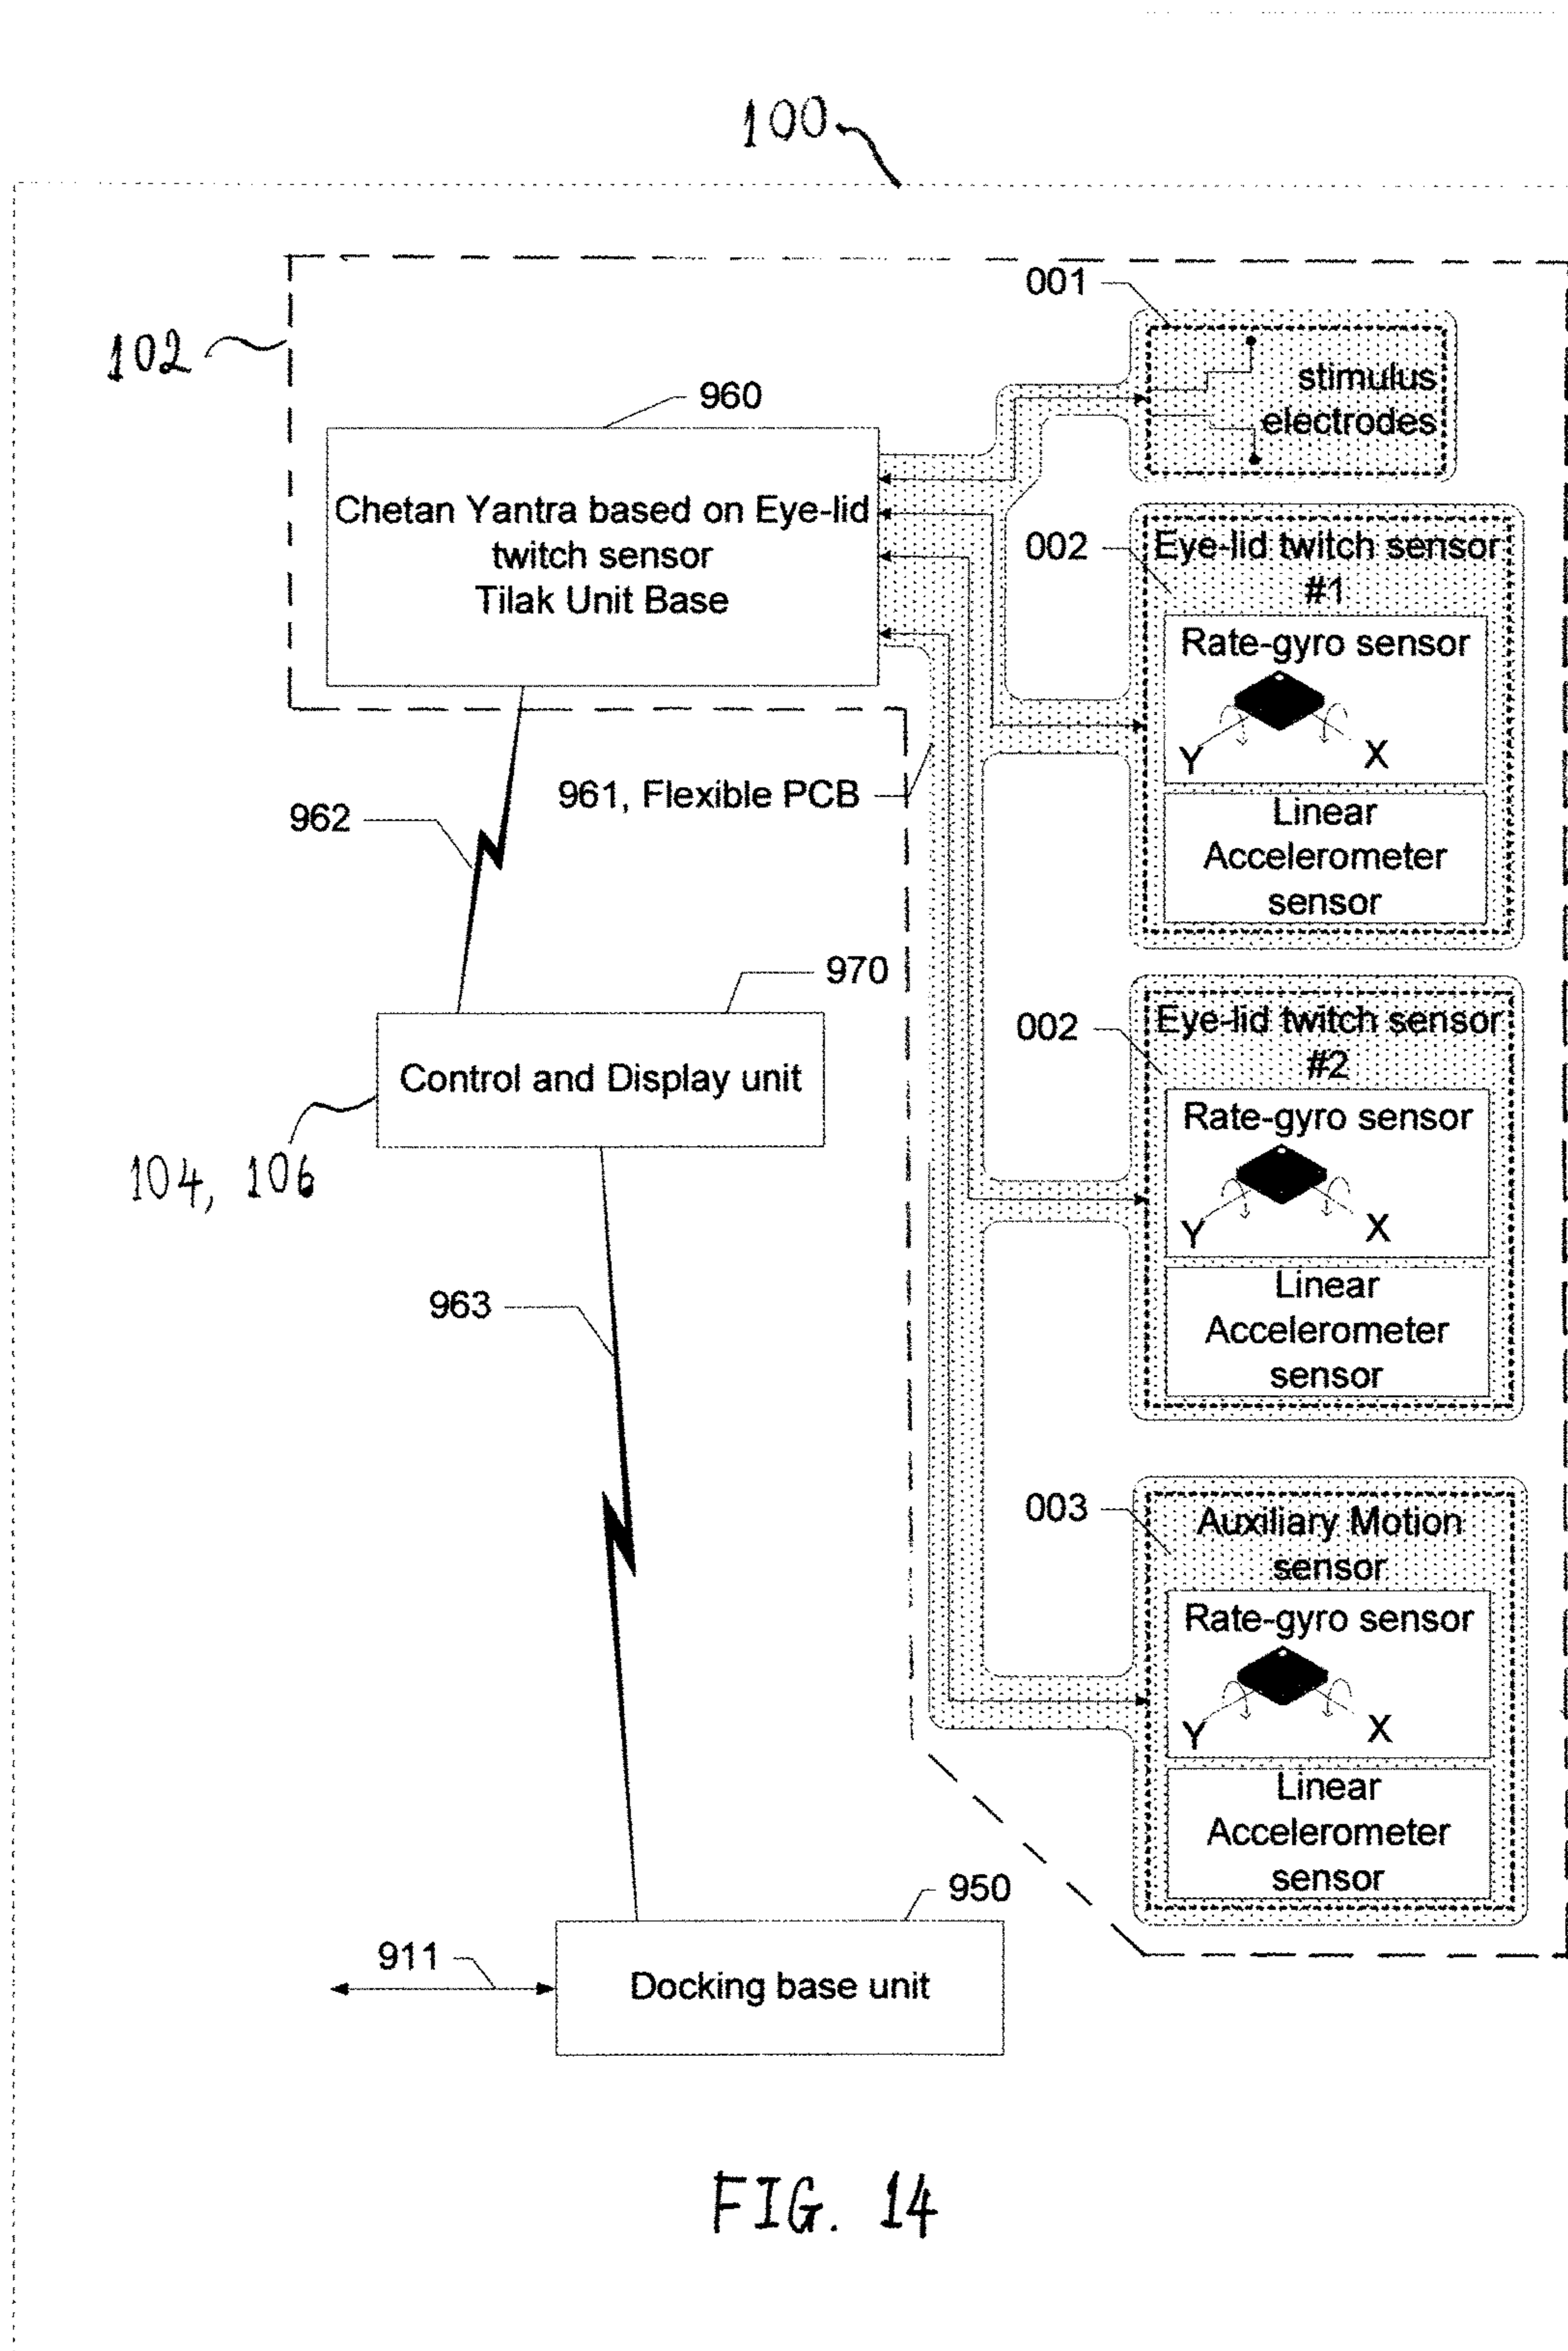 100
102
001
stimulus
electrodes
960
Chetan Yantra based on Eye-lid
twitch sensor
Tilak Unit Base
002
Eye-lid twitch sensor
#1
Rate-gyro sensor
Y
X
Linear
Accelerometer
sensor
961, Flexible PCB
962
970
Control and Display unit
104, 106
002
Eye-lid twitch sensor
#2
Rate-gyro sensor
Y
X
Linear
Accelerometer
sensor
963
003
Auxiliary Motion
sensor
Rate-gyro sensor
Y
X
Linear
Accelerometer
sensor
950
911
Docking base unit
FIG. 14